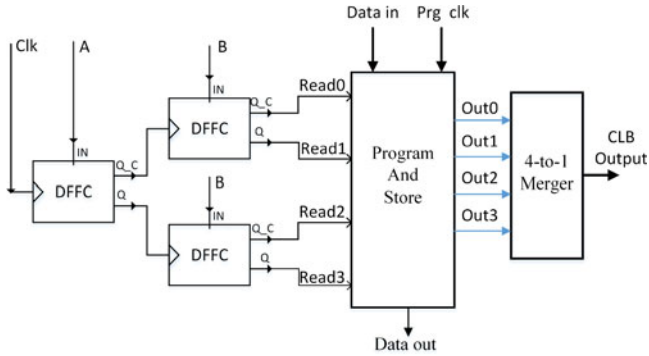 Data in Prg clk
Clk A B
IN Q_C Read0
DFFC Q Read1
Out0
Out1
Out2
Out3
Program
And
Store
4-to-1
Merger
CLB
Output
IN Q_C
DFFC Q
B
IN Q_C Read2
DFFC Q Read3
Data out